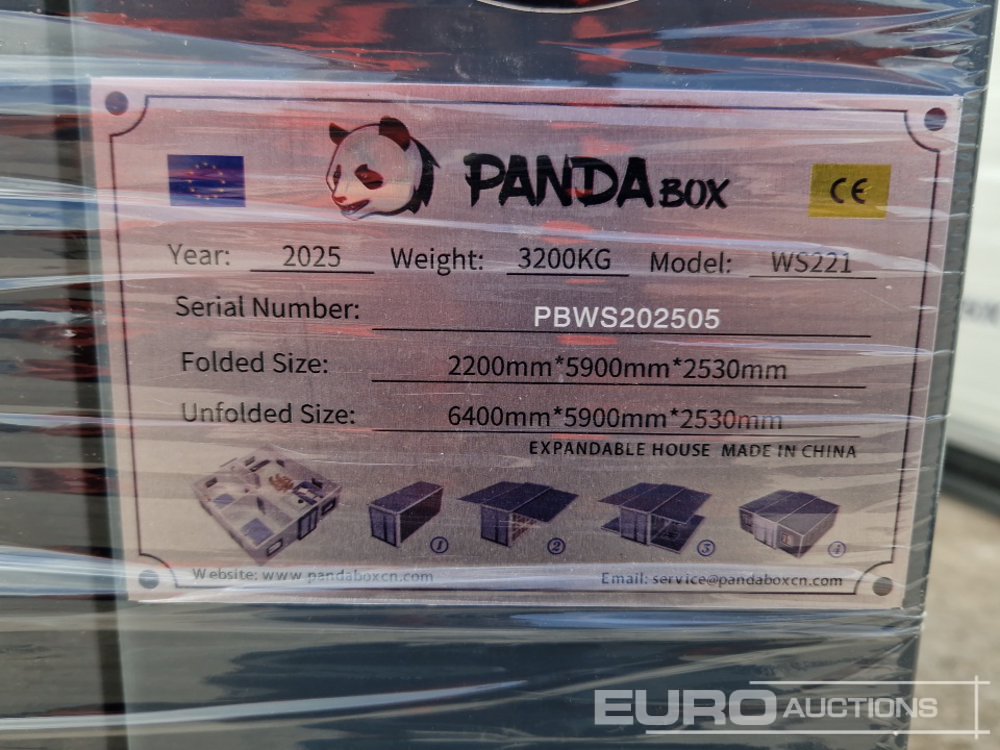 PANDA BOX CE
Year: 2025 Weight: 3200KG Model: WS221
Serial Number: PBWS202505
Folded Size: 2200mm*5900mm*2530mm
Unfolded Size: 6400mm*5900mm*2530mm
EXPANDABLE HOUSE MADE IN CHINA
1 2 3 4
Website: www.pandaboxcn.com Email: service@pandaboxcn.com
EURO AUCTIONS